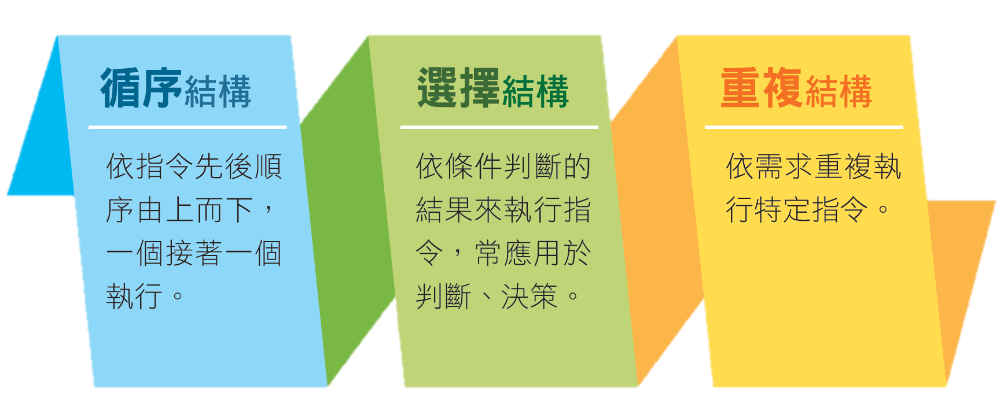 循序結構
依指令先後順
序由上而下，
一個接著一個
執行。
選擇結構
依條件判斷的
結果來執行指
令，常應用於
判斷、決策。
重複結構
依需求重複執
行特定指令。